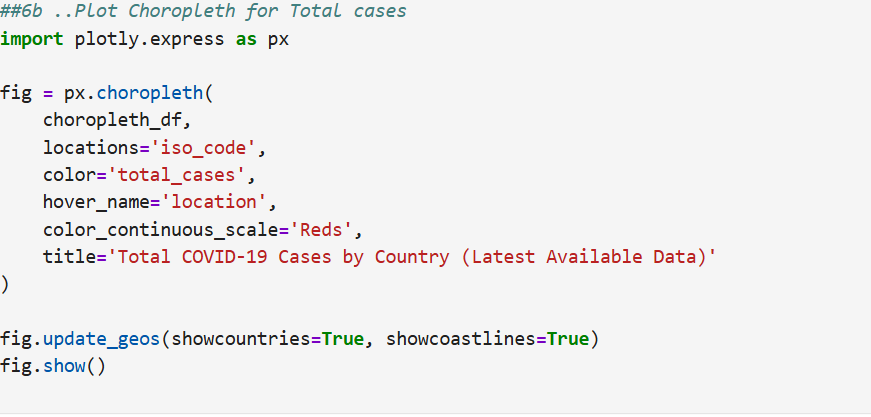 ##6b ..Plot Choropleth for Total cases
import plotly.express as px
fig = px.choropleth(
    choropleth_df,
    locations='iso_code',
    color='total_cases',
    hover_name='location',
    color_continuous_scale='Reds',
    title='Total COVID-19 Cases by Country (Latest Available Data)'
)
fig.update_geos(showcountries=True, showcoastlines=True)
fig.show()